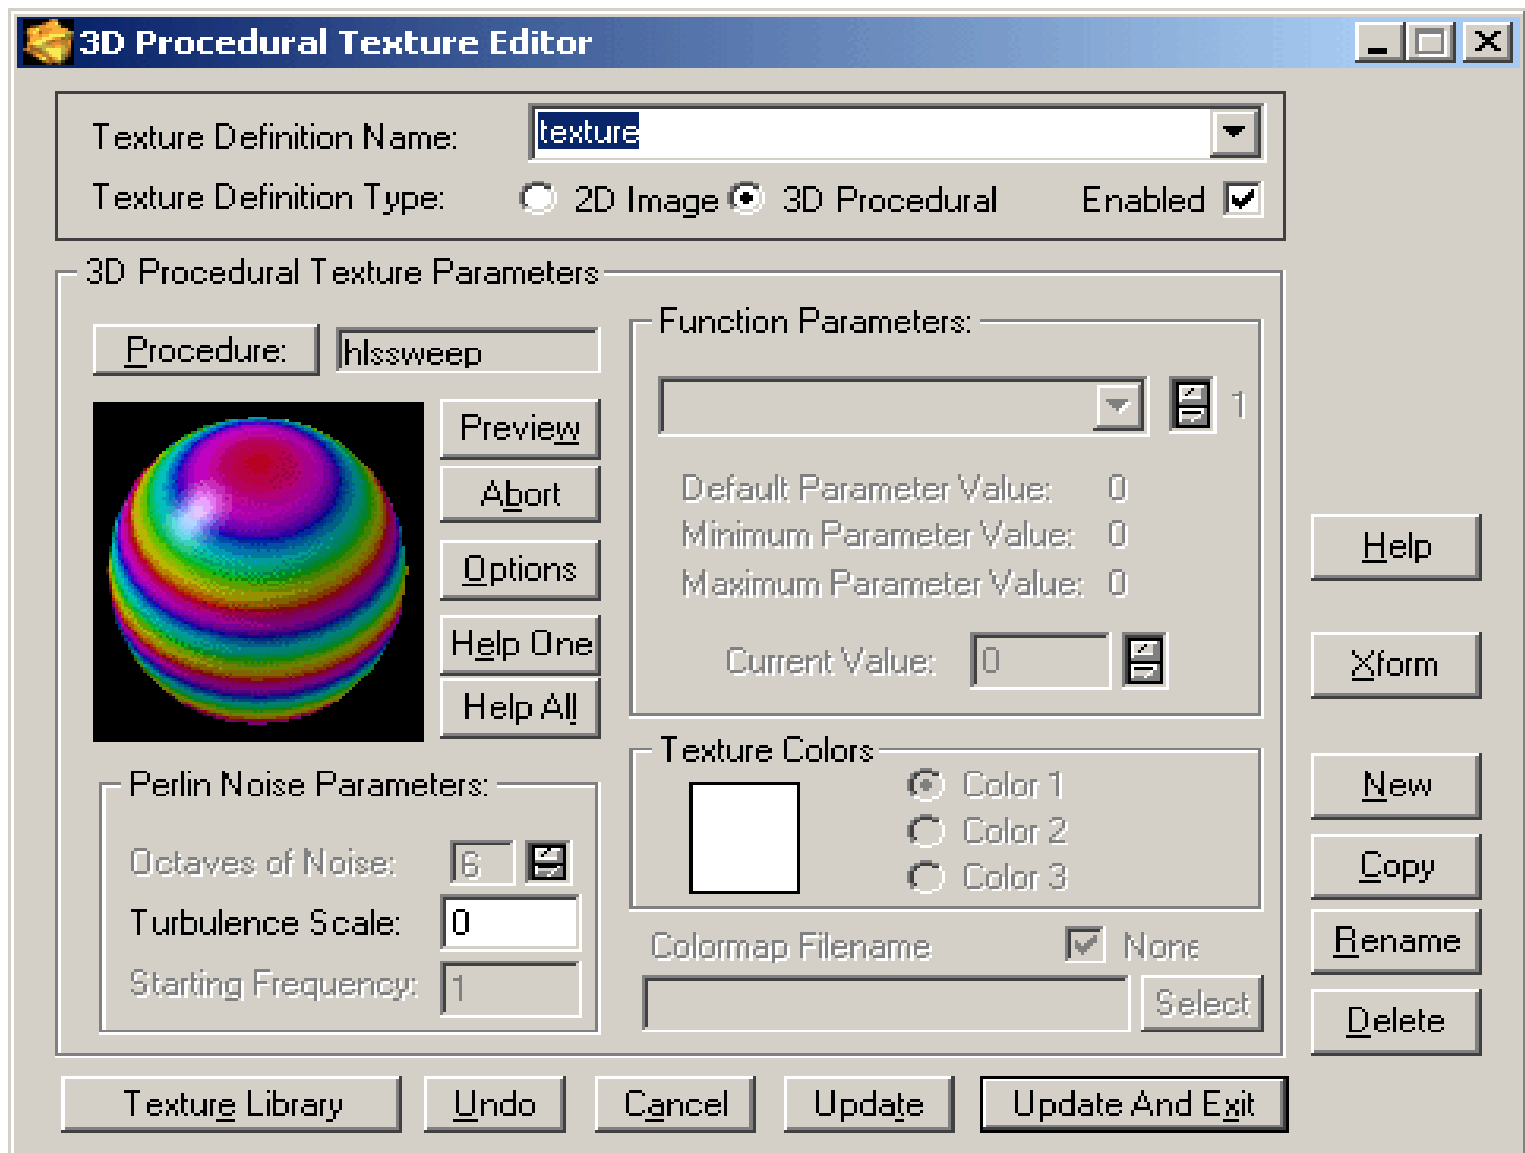 3D Procedural Texture Editor
Texture Definition Name: texture
Texture Definition Type: 2D Image 3D Procedural Enabled
3D Procedural Texture Parameters
Procedure: hlssweep
Preview
Abort
Options
Help One
Help All
Perlin Noise Parameters:
Octaves of Noise: 6
Turbulence Scale: 0
Starting Frequency: 1
Function Parameters:
1
Default Parameter Value: 0
Minimum Parameter Value: 0
Maximum Parameter Value: 0
Current Value: 0
Texture Colors
Color 1
Color 2
Color 3
Colormap Filename None
Select
Help
Xform
New
Copy
Rename
Delete
Texture Library Undo Cancel Update Update And Exit